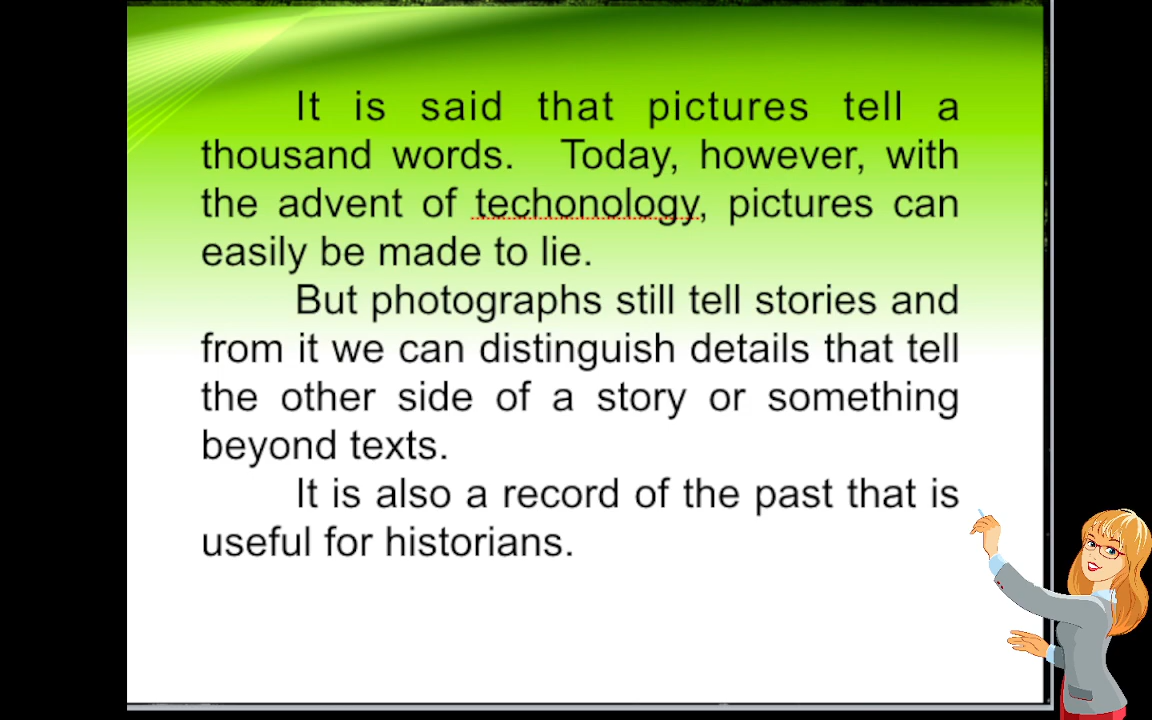 It is said that pictures tell a
thousand words. Today, however, with
the advent of techonology, pictures can
easily be made to lie.
But photographs still tell stories and
from it we can distinguish details that tell
the other side of a story or something
beyond texts.
It is also a record of the past that is
useful for historians.